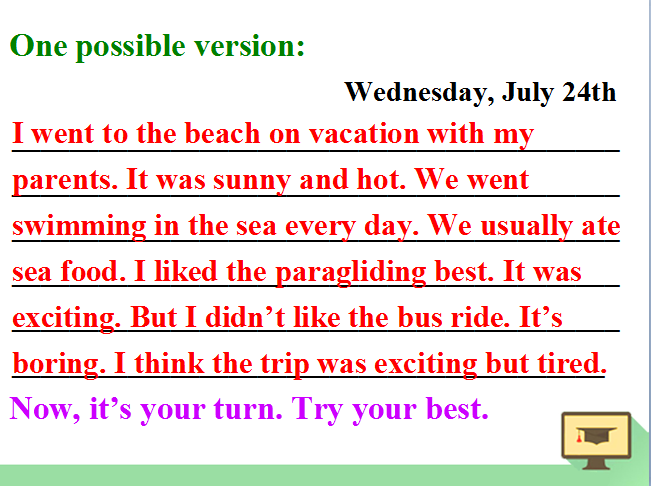 One possible version:
Wednesday, July 24th
I went to the beach on vacation with my
parents. It was sunny and hot. We went
swimming in the sea every day. We usually ate
sea food. I liked the paragliding best. It was
exciting. But I didn’t like the bus ride. It’s
boring. I think the trip was exciting but tired.
Now, it’s your turn. Try your best.